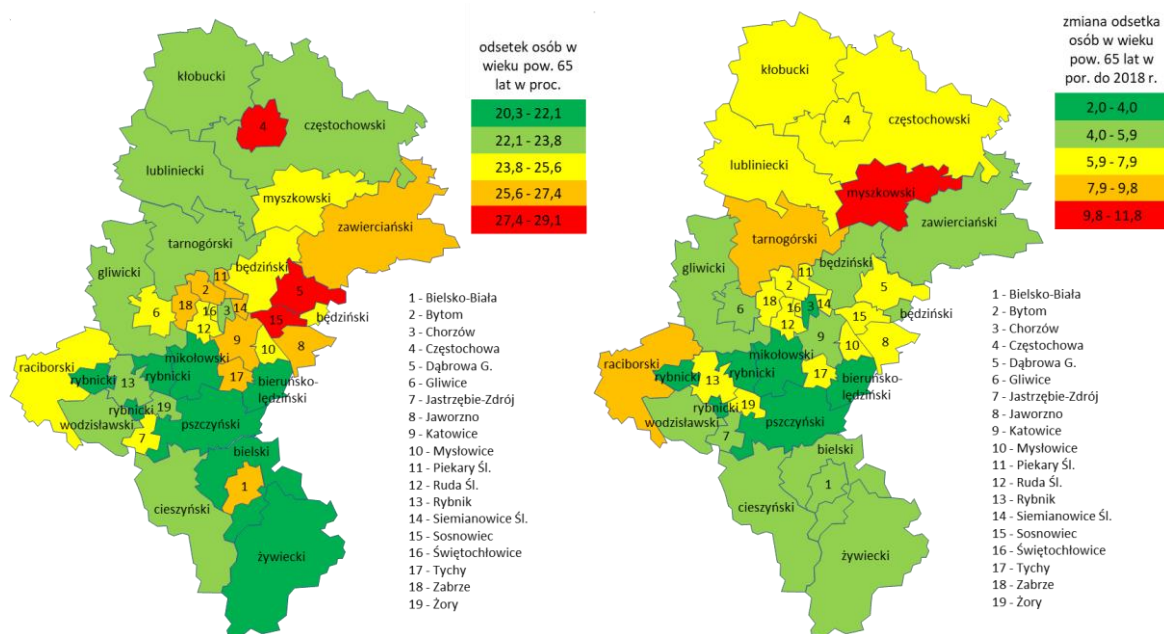 odsetek osób w
wieku pow. 65
lat w proc.
20,3 - 22,1
22,1 - 23,8
23,8 - 25,6
25,6 - 27,4
27,4 - 29,1
kłobucki
4
częstochowski
lubliniecki
myszkowski
zawierciański
tarnogórski
gliwicki
będziński
11
2
5
18
6
16
3
14
15
będziński
12
9
10
8
mikołowski
raciborski
rybnicki
rybnicki
17
bieruńsko-
lędziński
13
rybnicki
19
wodzisławski
pszczyński
7
bielski
1
cieszyński
żywiecki
1 - Bielsko-Biała
2 - Bytom
3 - Chorzów
4 - Częstochowa
5 - Dąbrowa G.
6 - Gliwice
7 - Jastrzębie-Zdrój
8 - Jaworzno
9 - Katowice
10 - Mysłowice
11 - Piekary Śl.
12 - Ruda Śl.
13 - Rybnik
14 - Siemianowice Śl.
15 - Sosnowiec
16 - Świętochłowice
17 - Tychy
18 - Zabrze
19 - Żory
zmiana odsetka
osób w wieku
pow. 65 lat w
por. do 2018 r.
2,0 - 4,0
4,0 - 5,9
5,9 - 7,9
7,9 - 9,8
9,8 - 11,8
kłobucki
4
częstochowski
lubliniecki
myszkowski
zawierciański
tarnogórski
gliwicki
będziński
11
2
5
18
6
16
3
14
15
będziński
12
9
10
8
mikołowski
raciborski
rybnicki
rybnicki
17
bieruńsko-
lędziński
13
rybnicki
19
wodzisławski
pszczyński
7
bielski
1
cieszyński
żywiecki
1 - Bielsko-Biała
2 - Bytom
3 - Chorzów
4 - Częstochowa
5 - Dąbrowa G.
6 - Gliwice
7 - Jastrzębie-Zdrój
8 - Jaworzno
9 - Katowice
10 - Mysłowice
11 - Piekary Śl.
12 - Ruda Śl.
13 - Rybnik
14 - Siemianowice Śl.
15 - Sosnowiec
16 - Świętochłowice
17 - Tychy
18 - Zabrze
19 - Żory